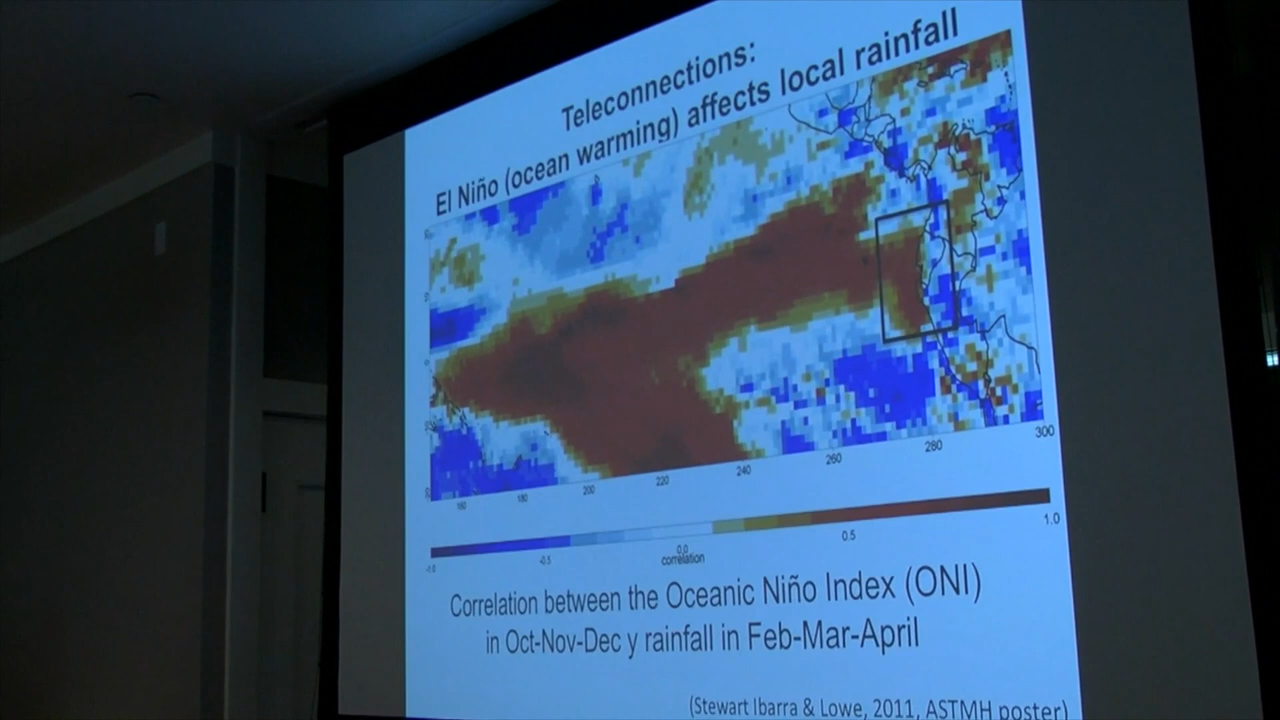 Teleconnections:
El Niño (ocean warming) affects local rainfall
160 180 200 220 240 260 280 300
-1.0 -0.5 0.0 0.5 1.0
correlation
Correlation between the Oceanic Niño Index (ONI)
in Oct-Nov-Dec y rainfall in Feb-Mar-April
(Stewart Ibarra & Lowe, 2011, ASTMH poster)